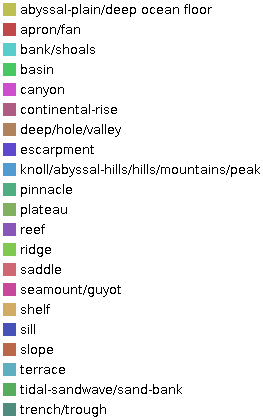 abyssal-plain/deep ocean floor
apron/fan
bank/shoals
basin
canyon
continental-rise
deep/hole/valley
escarpment
knoll/abyssal-hills/hills/mountains/peak
pinnacle
plateau
reef
ridge
saddle
seamount/guyot
shelf
sill
slope
terrace
tidal-sandwave/sand-bank
trench/trough